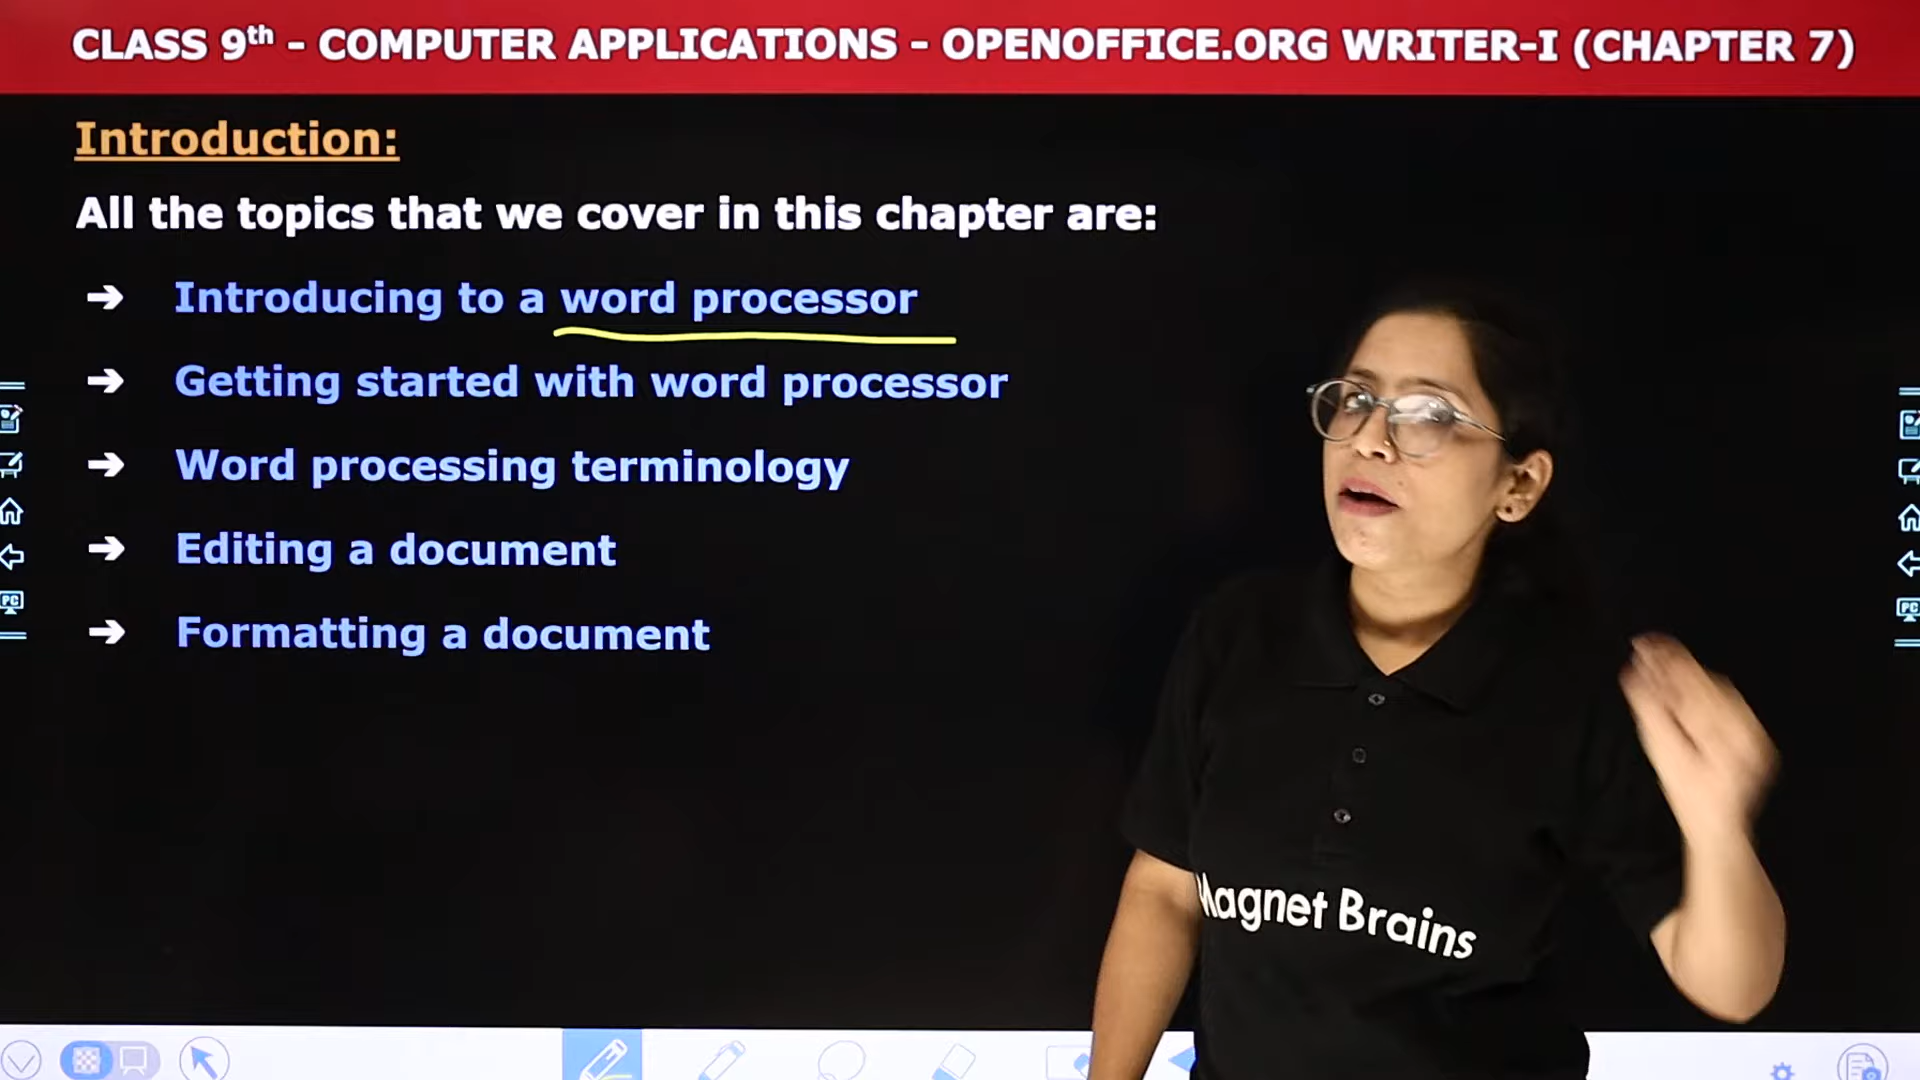 CLASS 9th - COMPUTER APPLICATIONS - OPENOFFICE.ORG WRITER-I (CHAPTER 7)
Introduction:
All the topics that we cover in this chapter are:
➔ Introducing to a word processor
➔ Getting started with word processor
➔ Word processing terminology
➔ Editing a document
➔ Formatting a document
PC
PC
Magnet Brains